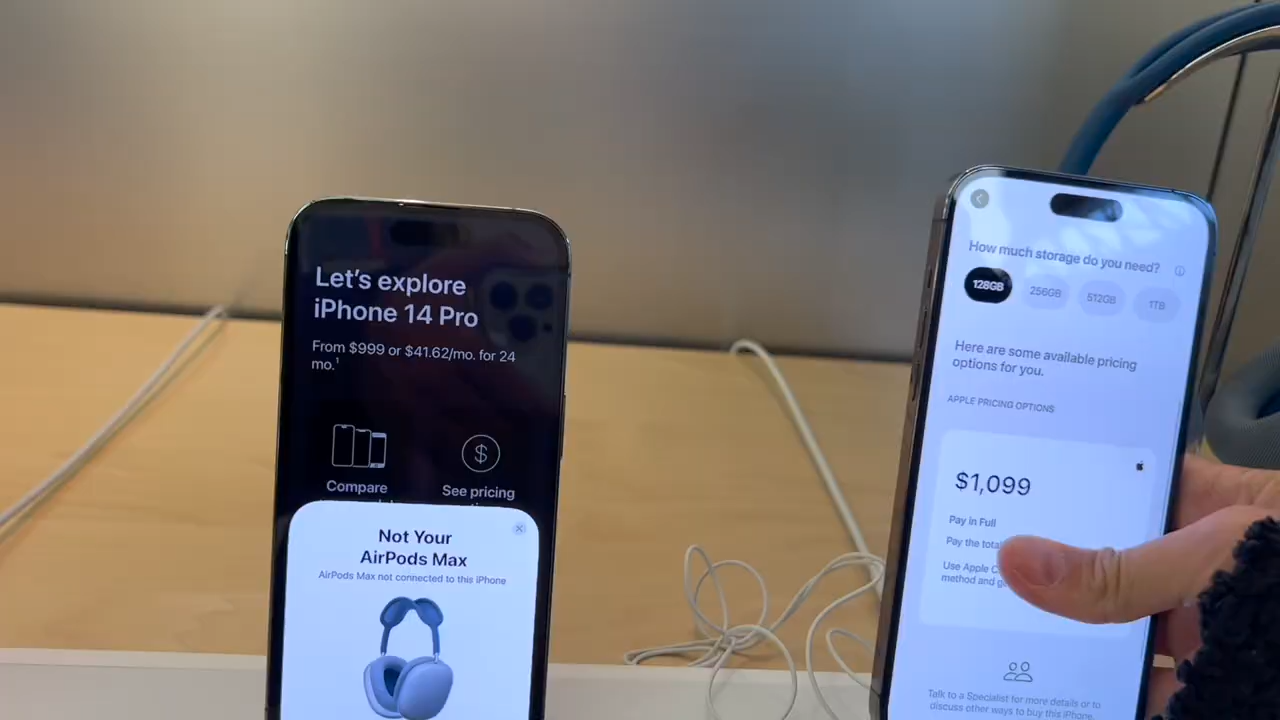 Let's explore
iPhone 14 Pro
From $999 or $41.62/mo. for 24
mo.¹
Compare
See pricing
Not Your
AirPods Max
AirPods Max not connected to this iPhone
How much storage do you need?
128GB
256GB
512GB
1TB
Here are some available pricing
options for you.
APPLE PRICING OPTIONS
$1,099
Pay in Full
Pay the total
Use Apple
method and
Talk to a Specialist for more details or to
discuss other ways to buy this iPhone.